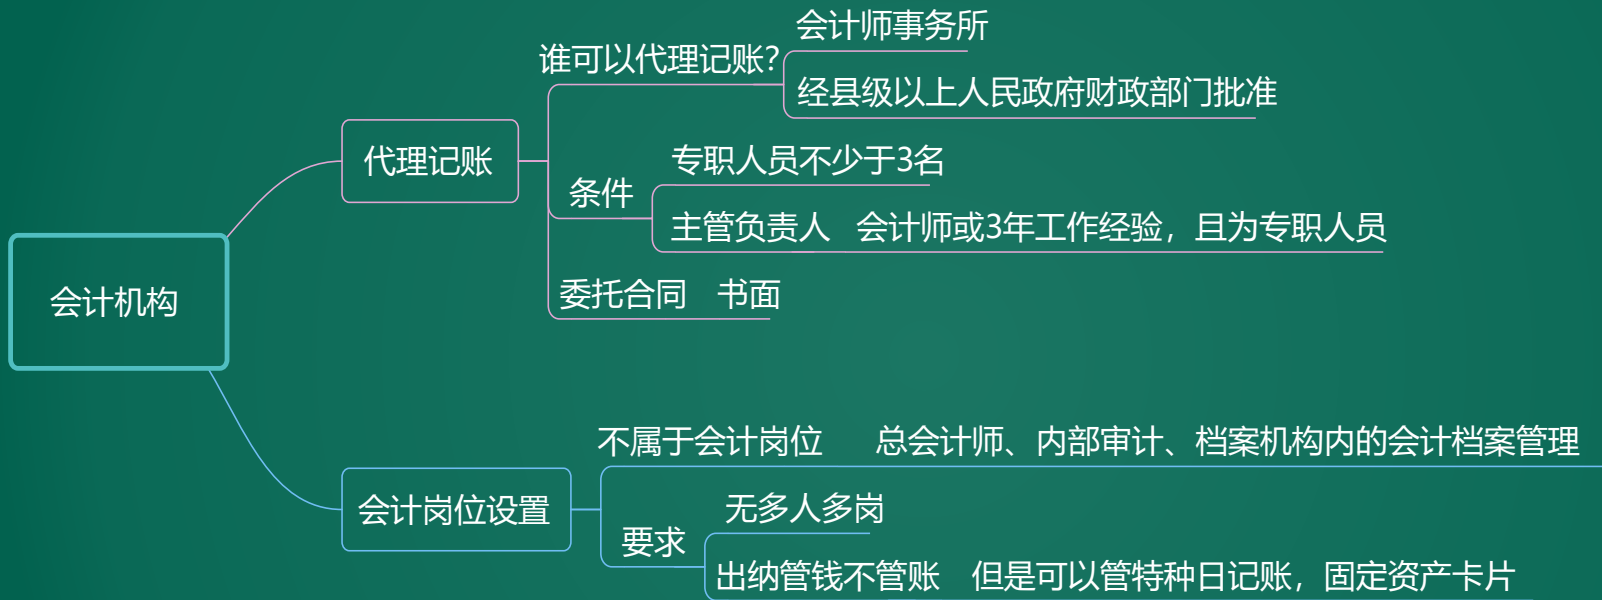 会计师事务所
谁可以代理记账？
经县级以上人民政府财政部门批准
代理记账
专职人员不少于3名
条件
主管负责人 会计师或3年工作经验，且为专职人员
委托合同 书面
会计机构
不属于会计岗位 总会计师、内部审计、档案机构内的会计档案管理
会计岗位设置
无多人多岗
要求
出纳管钱不管账 但是可以管特种日记账，固定资产卡片